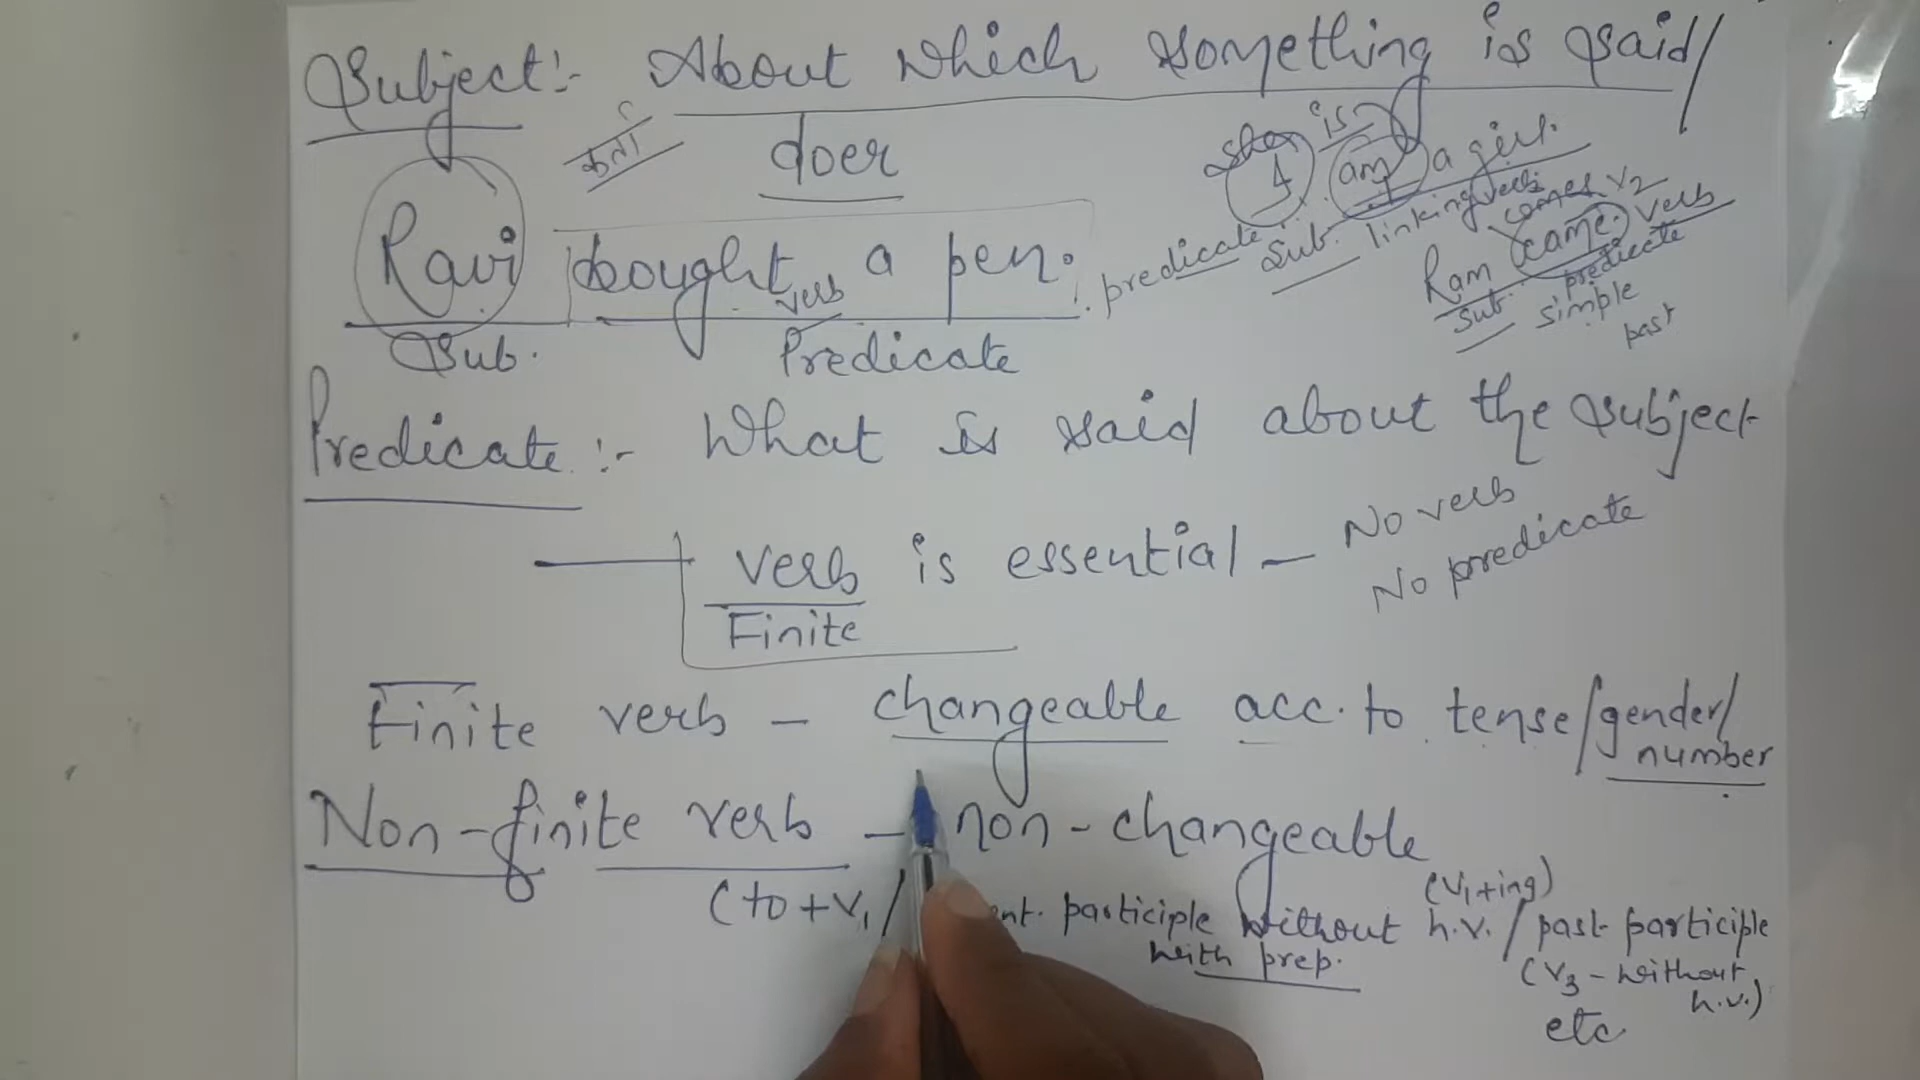 Subject :- About which something is said/
कर्ता
doer
She is
I am a girl.
Sub. linking verb
predicate
Ravi bought a pen.
verb
Sub.
Predicate
comes V2
Ram came. verb
Sub. predicate
simple
past
Predicate :- What is said about the subject
verb is essential - No verb
No predicate
Finite
Finite verb - changeable acc. to tense/gender/
number
Non-finite verb - non-changeable
(V1+ing)
(to+V1/ participle without h.v./past participle
with prep.
(V3 - without
h.v.)
etc